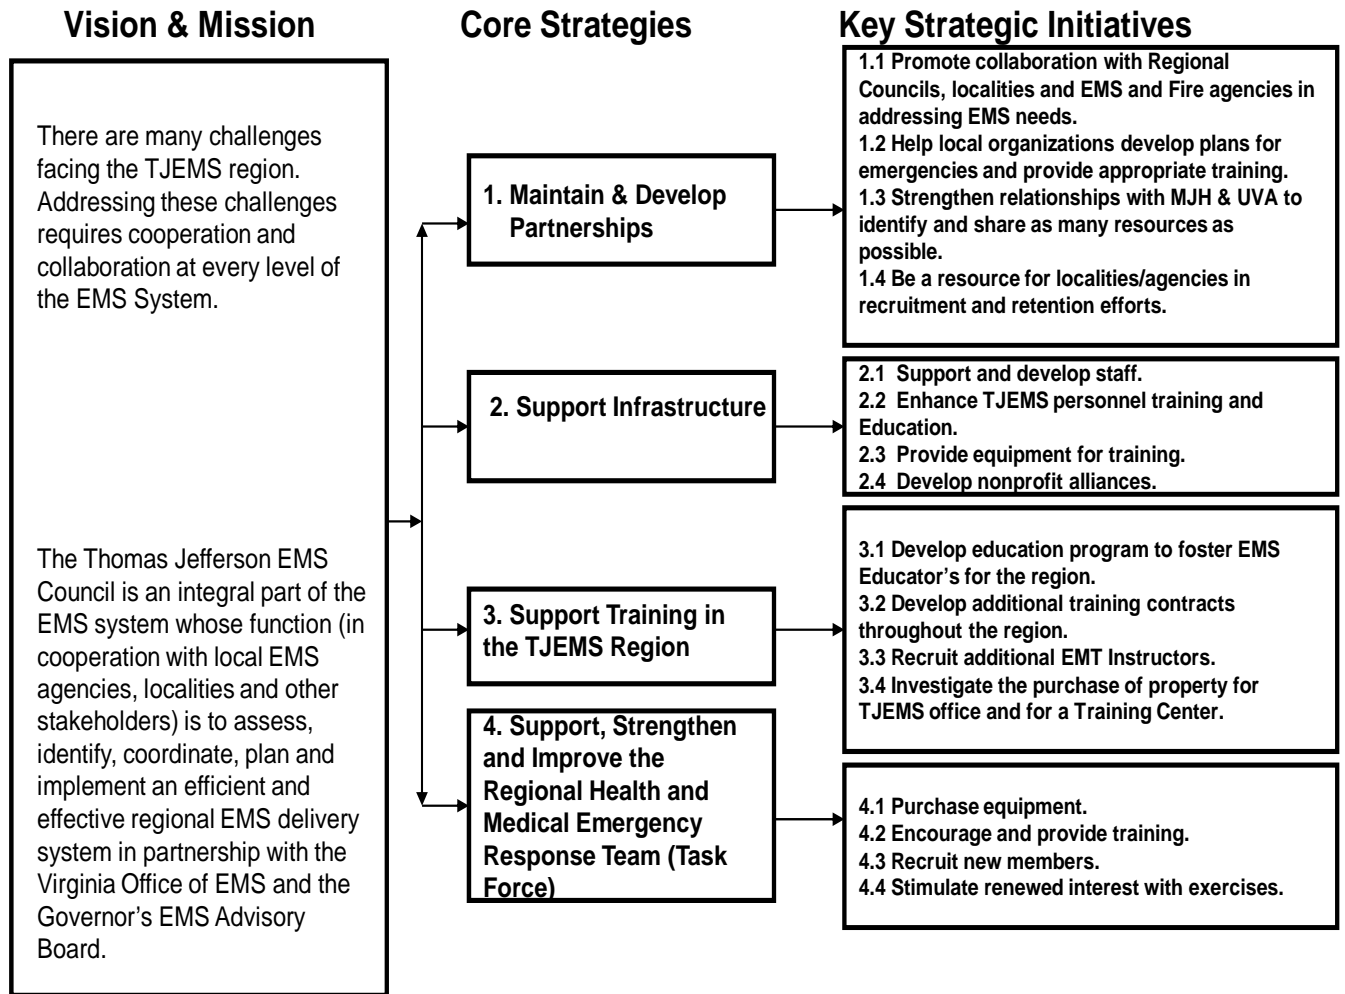 Vision & Mission
Core Strategies
Key Strategic Initiatives
There are many challenges
facing the TJEMS region.
Addressing these challenges
requires cooperation and
collaboration at every level of
the EMS System.
The Thomas Jefferson EMS
Council is an integral part of the
EMS system whose function (in
cooperation with local EMS
agencies, localities and other
stakeholders) is to assess,
identify, coordinate, plan and
implement an efficient and
effective regional EMS delivery
system in partnership with the
Virginia Office of EMS and the
Governor's EMS Advisory
Board.
1. Maintain & Develop
Partnerships
2. Support Infrastructure
3. Support Training in
the TJEMS Region
4. Support, Strengthen
and Improve the
Regional Health and
Medical Emergency
Response Team (Task
Force)
1.1 Promote collaboration with Regional
Councils, localities and EMS and Fire agencies in
addressing EMS needs.
1.2 Help local organizations develop plans for
emergencies and provide appropriate training.
1.3 Strengthen relationships with MJH & UVA to
identify and share as many resources as
possible.
1.4 Be a resource for localities/agencies in
recruitment and retention efforts.
2.1 Support and develop staff.
2.2 Enhance TJEMS personnel training and
Education.
2.3 Provide equipment for training.
2.4 Develop nonprofit alliances.
3.1 Develop education program to foster EMS
Educator's for the region.
3.2 Develop additional training contracts
throughout the region.
3.3 Recruit additional EMT Instructors.
3.4 Investigate the purchase of property for
TJEMS office and for a Training Center.
4.1 Purchase equipment.
4.2 Encourage and provide training.
4.3 Recruit new members.
4.4 Stimulate renewed interest with exercises.